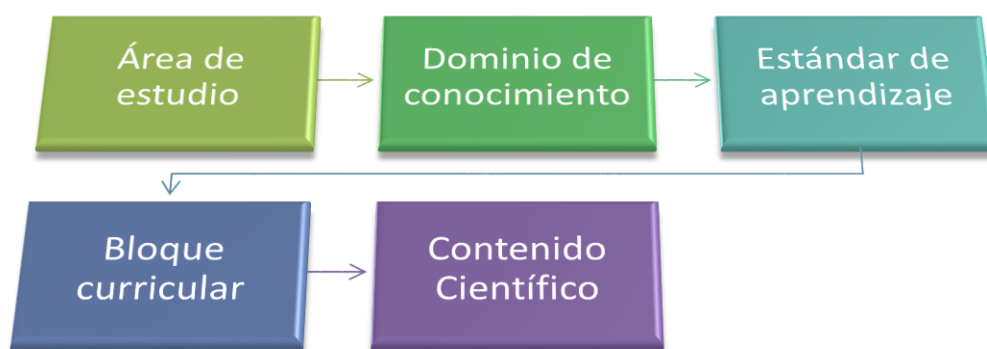 Área de
estudio
Dominio de
conocimiento
Estándar de
aprendizaje
Bloque
curricular
Contenido
Científico